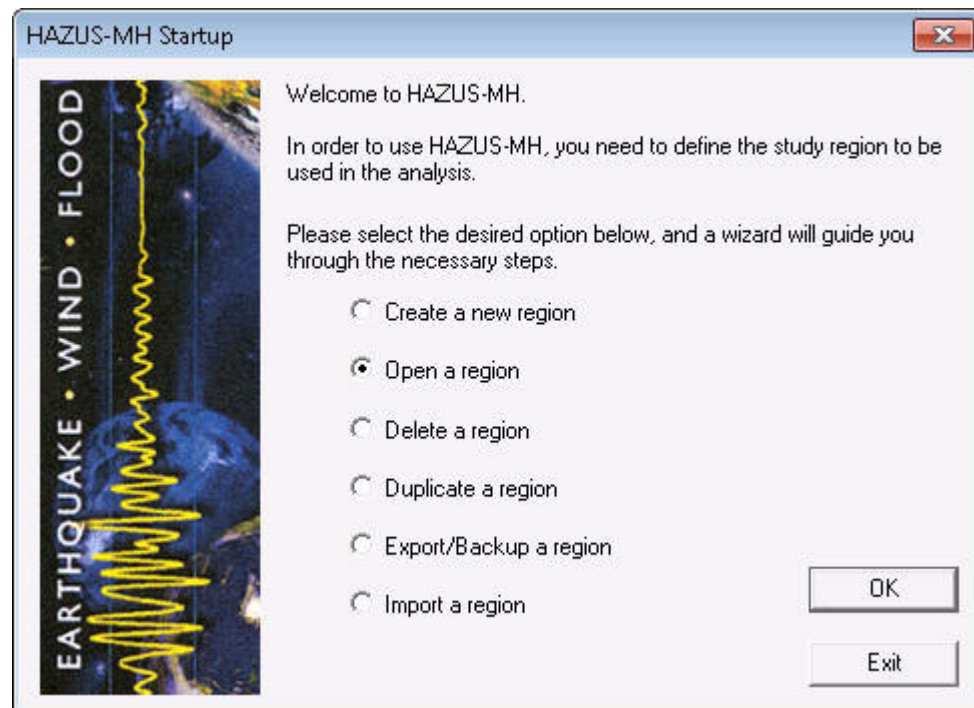 HAZUS-MH Startup
EARTHQUAKE • WIND • FLOOD
Welcome to HAZUS-MH.
In order to use HAZUS-MH, you need to define the study region to be
used in the analysis.
Please select the desired option below, and a wizard will guide you
through the necessary steps.
Create a new region
Open a region
Delete a region
Duplicate a region
Export/Backup a region
Import a region
OK
Exit